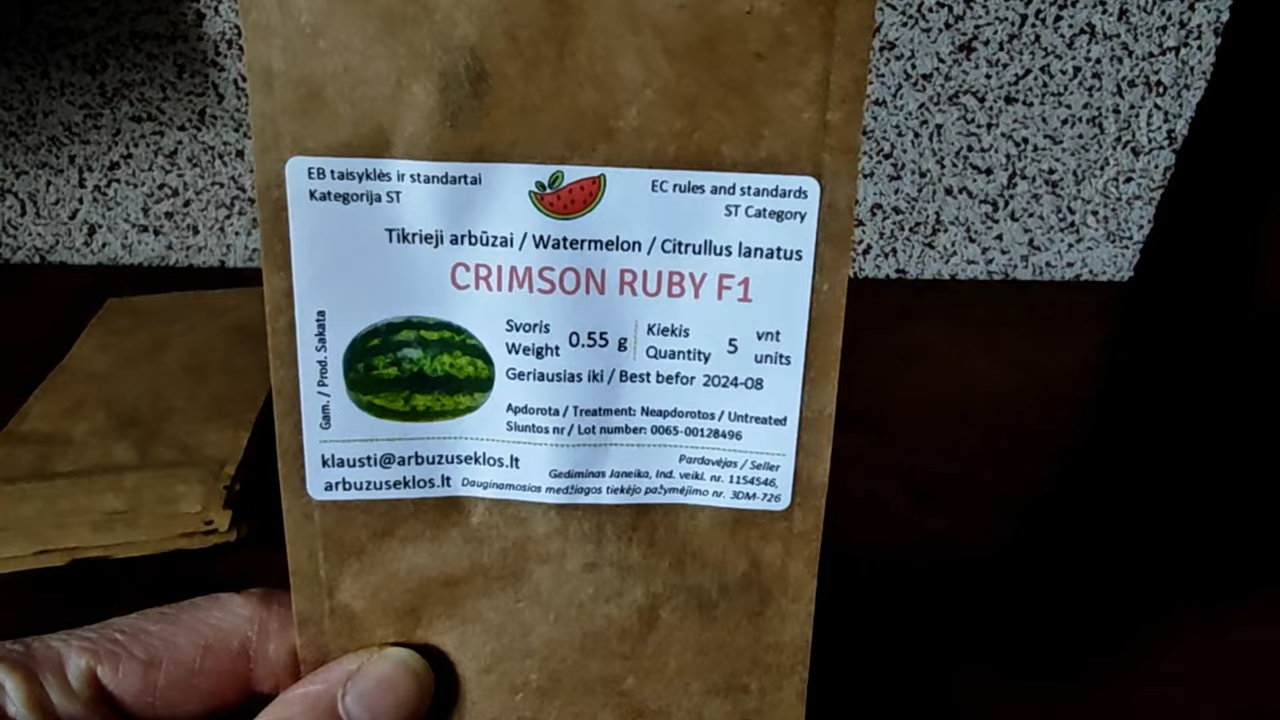 EB taisyklės ir standartai
Kategorija ST
EC rules and standards
ST Category
Tikrieji arbūzai / Watermelon / Citrullus lanatus
CRIMSON RUBY F1
Gam. / Prod. Sakata
Svoris
Weight
0.55 g
Kiekis
Quantity
5
vnt
units
Geriausias iki / Best befor 2024-08
Apdorota / Treatment: Neapdorotos / Untreated
Siuntos nr / Lot number: 0065-00128496
klausti@arbuzuseklos.lt
arbuzuseklos.lt
Pardavėjas / Seller
Gediminas Janeika, Ind. veikl. nr. 1154546,
Dauginamosios medžiagos tiekėjo pažymėjimo nr. 3DM-726